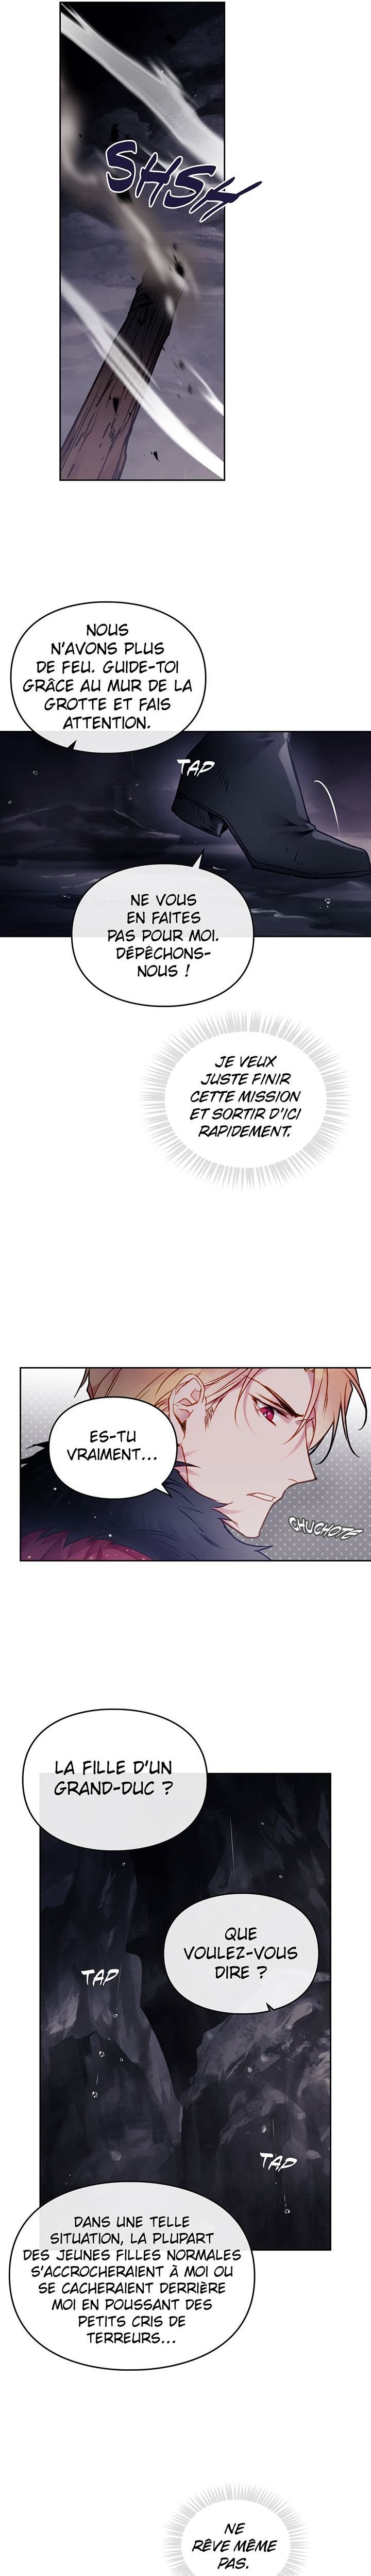 SHSH
NOUS
N'AVONS PLUS
DE FEU. GUIDE-TOI
GRÂCE AU MUR DE LA
GROTTE ET FAIS
ATTENTION.
TAP
NE VOUS
EN FAITES
PAS POUR MOI.
DÉPÊCHONS-
NOUS !
JE VEUX
JUSTE FINIR
CETTE MISSION
ET SORTIR D'ICI
RAPIDEMENT.
ES-TU
VRAIMENT...
CHUCHOTE
LA FILLE D'UN
GRAND-DUC ?
QUE
VOULEZ-VOUS
DIRE ?
TAP
TAP
DANS UNE TELLE
SITUATION, LA PLUPART
DES JEUNES FILLES NORMALES
S'ACCROCHERAIENT À MOI OU
SE CACHERAIENT DERRIÈRE
MOI EN POUSSANT DES
PETITS CRIS DE
TERREURS...
NE
RÊVE MÊME
PAS.